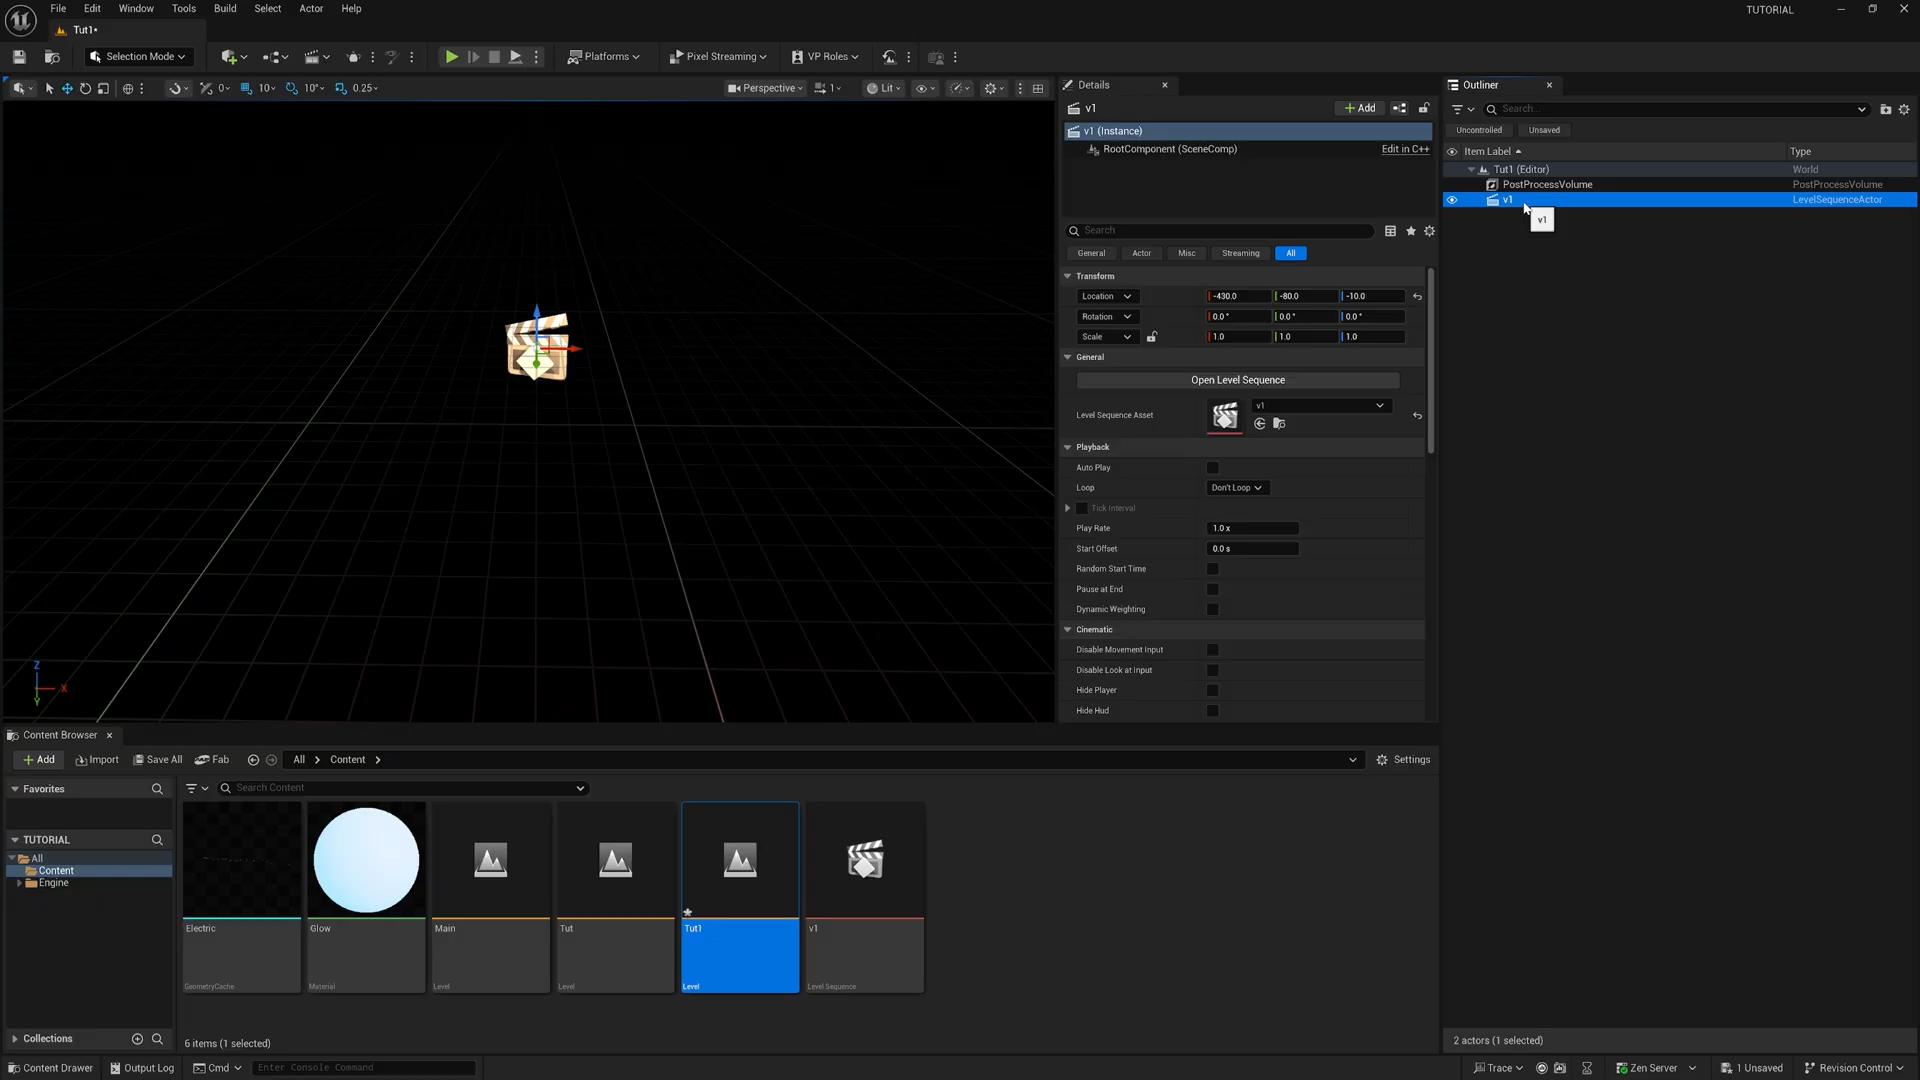 File Edit Window Tools Build Select Actor Help
TUTORIAL
Tut1•
Selection Mode
Platforms
Pixel Streaming
VP Roles
0
10
10°
0.25
Perspective
1
Lit
Details
v1
Add
v1 (Instance)
RootComponent (SceneComp)
Edit in C++
Search
General Actor Misc Streaming All
Transform
Location -430.0 -80.0 -10.0
Rotation 0.0 ° 0.0 ° 0.0 °
Scale 1.0 1.0 1.0
General
Open Level Sequence
Level Sequence Asset
v1
Playback
Auto Play
Loop Don't Loop
Tick Interval
Play Rate 1.0 x
Start Offset 0.0 s
Random Start Time
Pause at End
Dynamic Weighting
Cinematic
Disable Movement Input
Disable Look at Input
Hide Player
Hide Hud
Outliner
Search...
Uncontrolled Unsaved
Item Label Type
Tut1 (Editor) World
PostProcessVolume PostProcessVolume
v1 LevelSequenceActor
v1
2 actors (1 selected)
Z
X
Y
Content Browser
Add Import Save All Fab All Content Settings
Favorites
Search Content
TUTORIAL
All
Content
Engine
Collections
Electric
GeometryCache
Glow
Material
Main
Level
Tut
Level
Tut1
Level
v1
Level Sequence
6 items (1 selected)
Content Drawer Output Log Cmd Enter Console Command
Trace Zen Server 1 Unsaved Revision Control